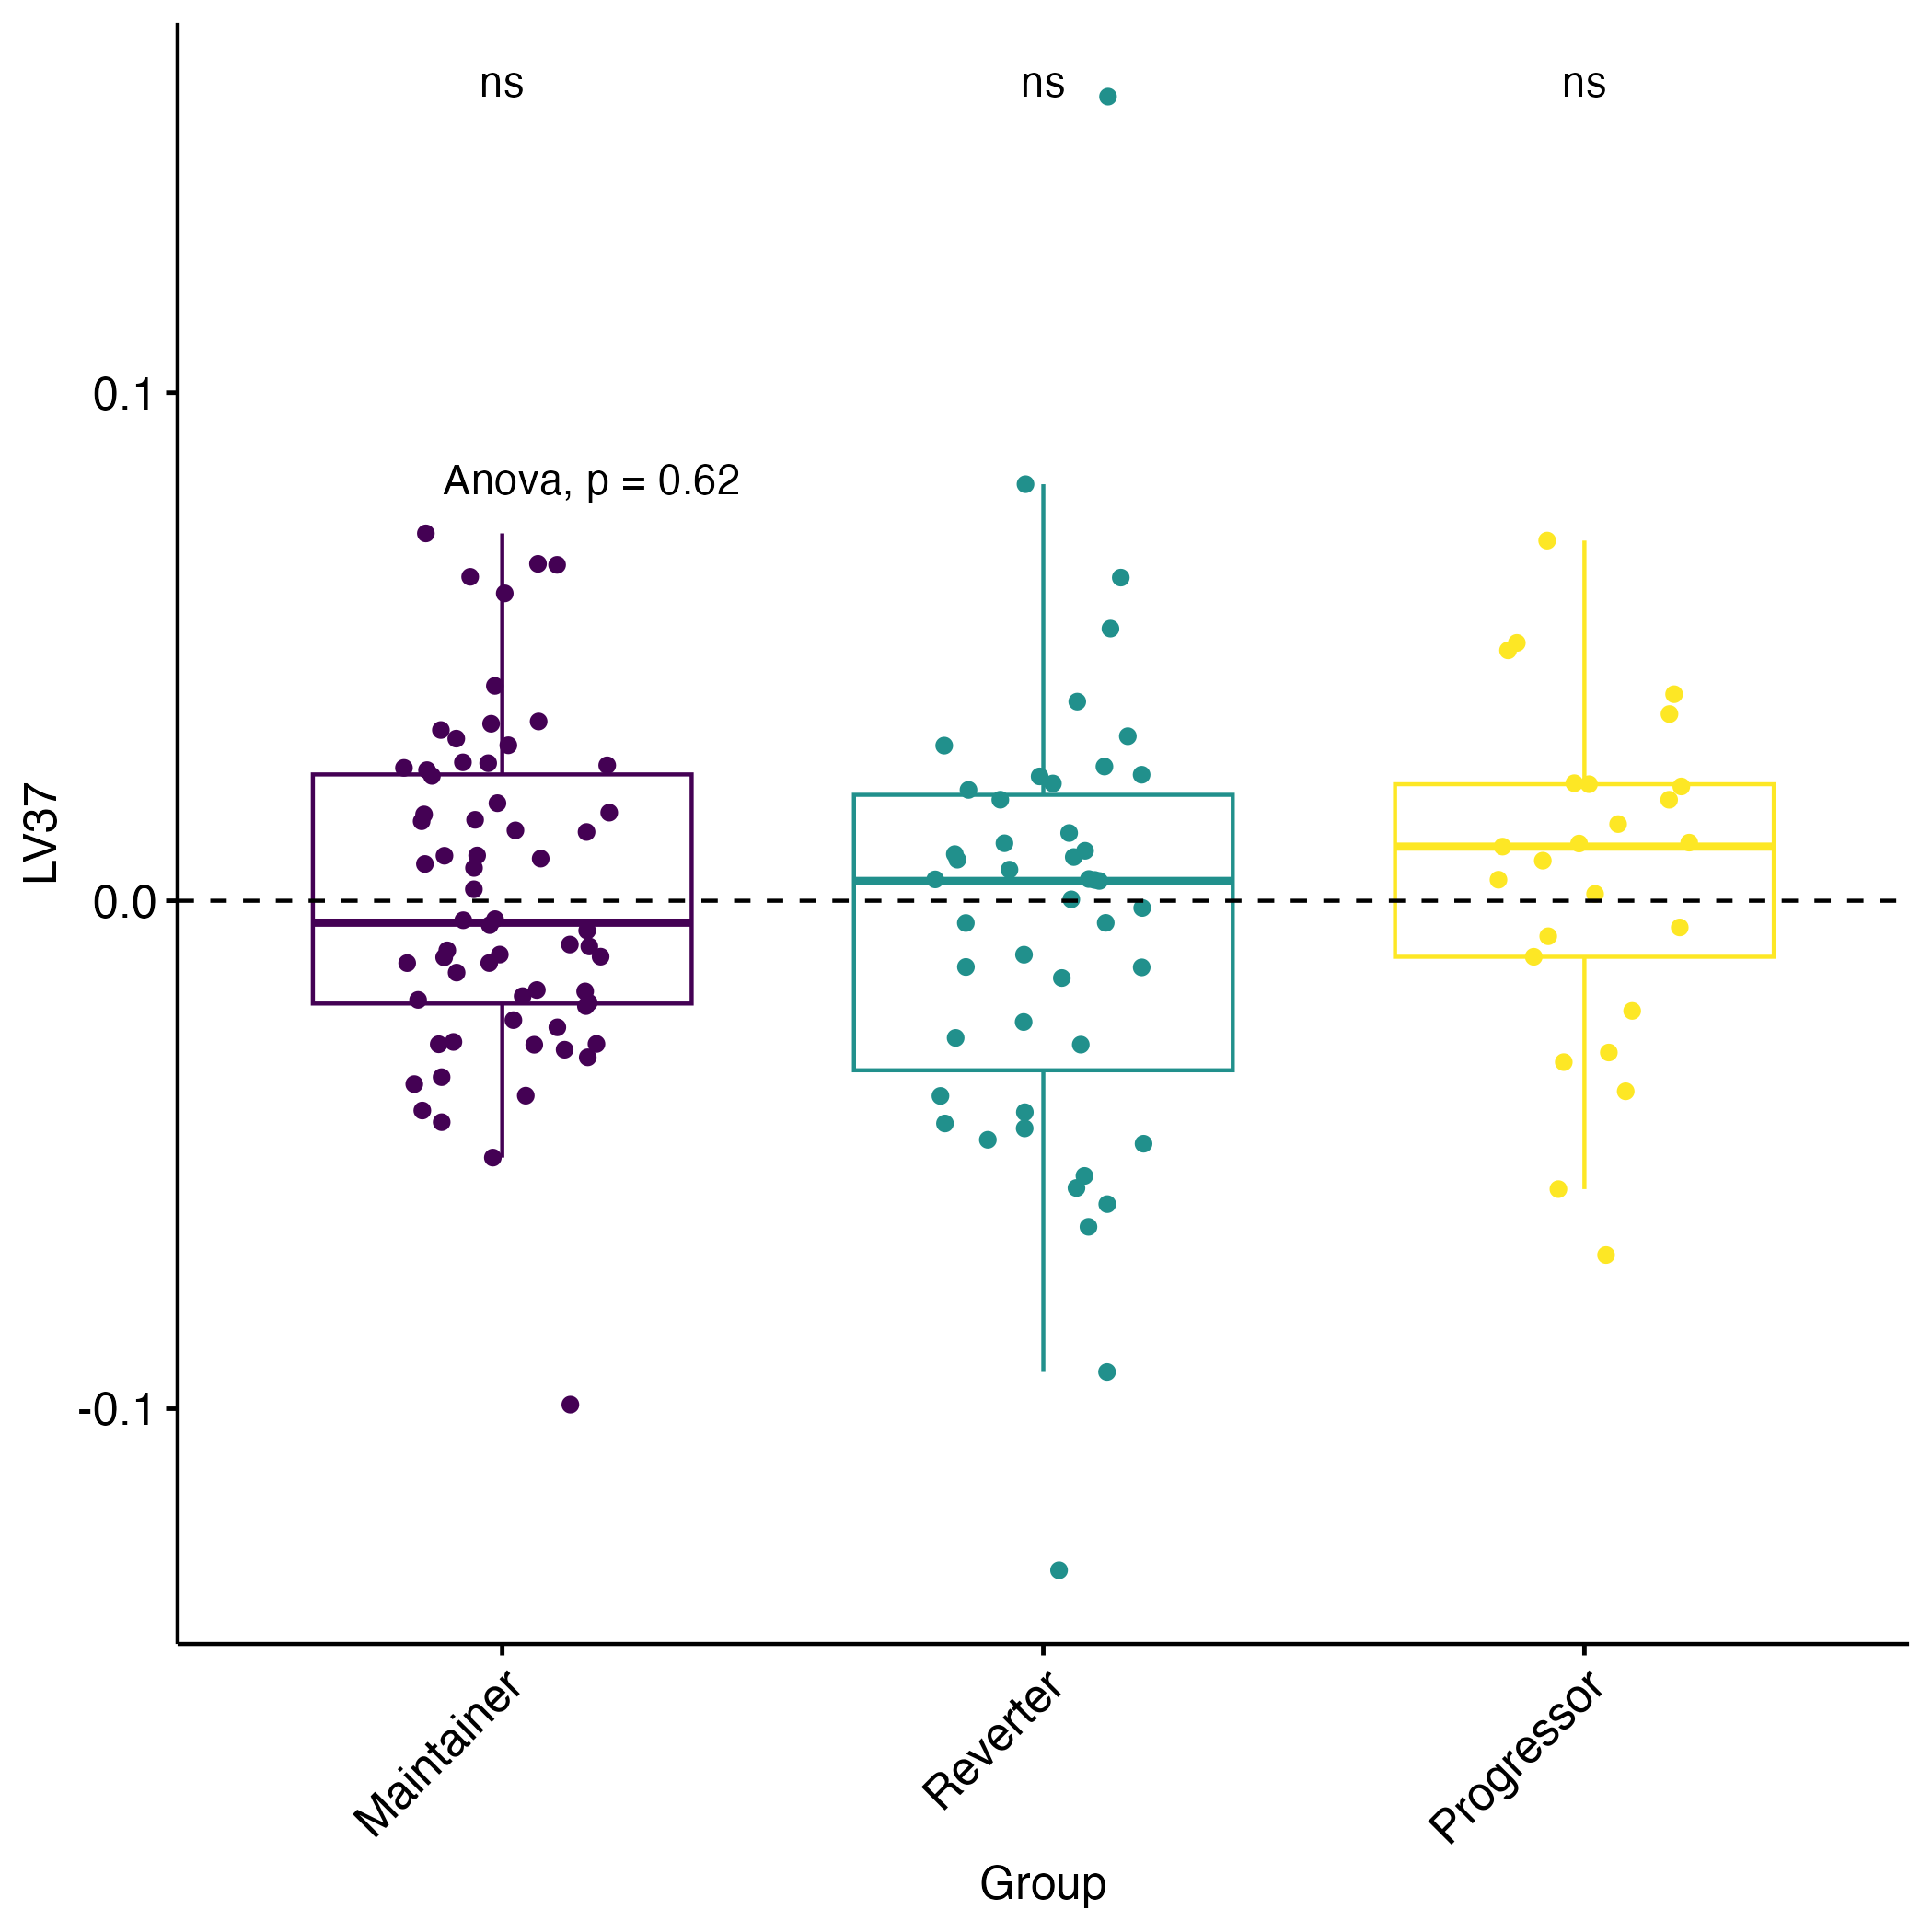 ns ns ns
0.1
Anova, p = 0.62
LV37
0.0
-0.1
Maintainer
Reverter
Progressor
Group